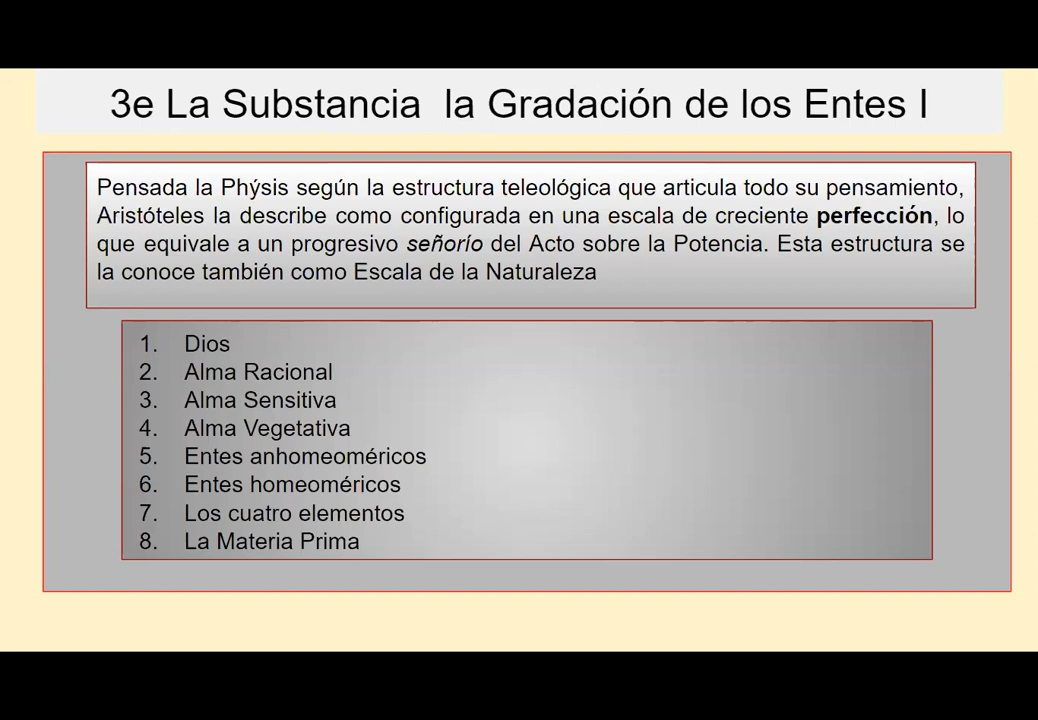 3e La Substancia  la Gradación de los Entes I
Pensada la Phýsis según la estructura teleológica que articula todo su pensamiento,
Aristóteles la describe como configurada en una escala de creciente perfección, lo
que equivale a un progresivo señorío del Acto sobre la Potencia. Esta estructura se
la conoce también como Escala de la Naturaleza
1. Dios
2. Alma Racional
3. Alma Sensitiva
4. Alma Vegetativa
5. Entes anhomeoméricos
6. Entes homeoméricos
7. Los cuatro elementos
8. La Materia Prima